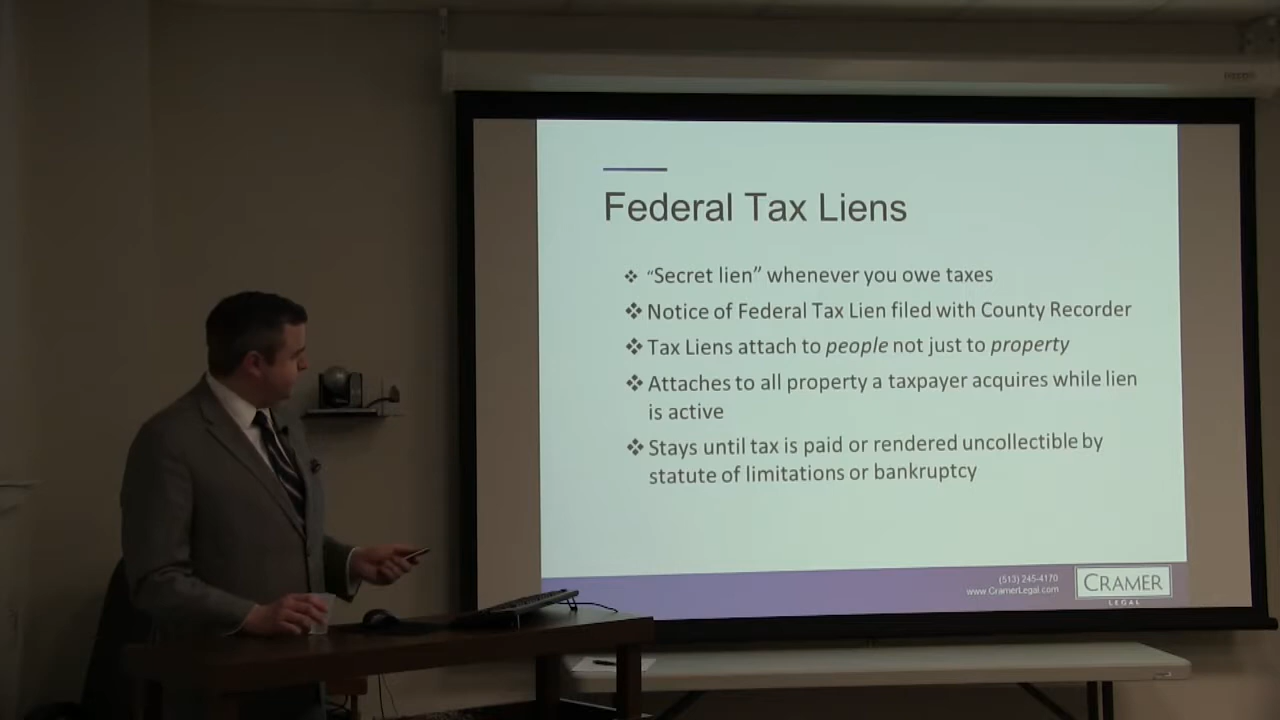 Federal Tax Liens
❖ “Secret lien” whenever you owe taxes
❖ Notice of Federal Tax Lien filed with County Recorder
❖ Tax Liens attach to people not just to property
❖ Attaches to all property a taxpayer acquires while lien
is active
❖ Stays until tax is paid or rendered uncollectible by
statute of limitations or bankruptcy
(513) 245-4170
www.CramerLegal.com
CRAMER
LEGAL